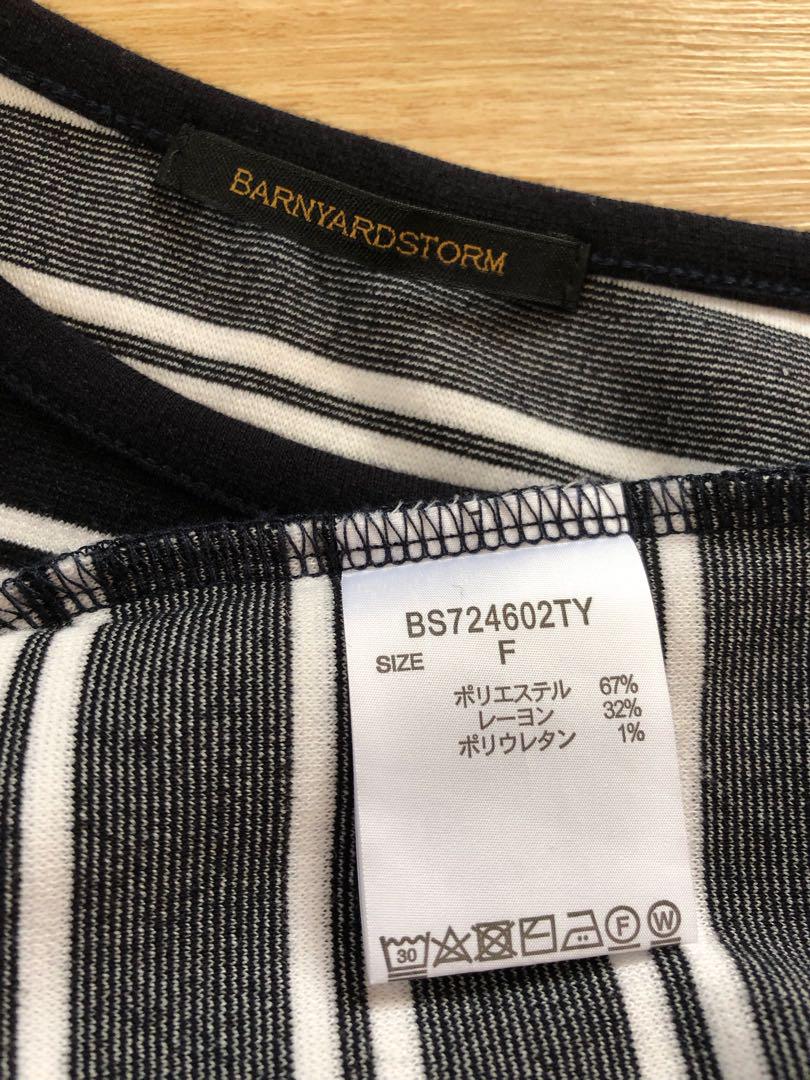 BARNYARDSTORM
BS724602TY
SIZE F
ポリエステル 67%
レーヨン 32%
ポリウレタン 1%
30 F W